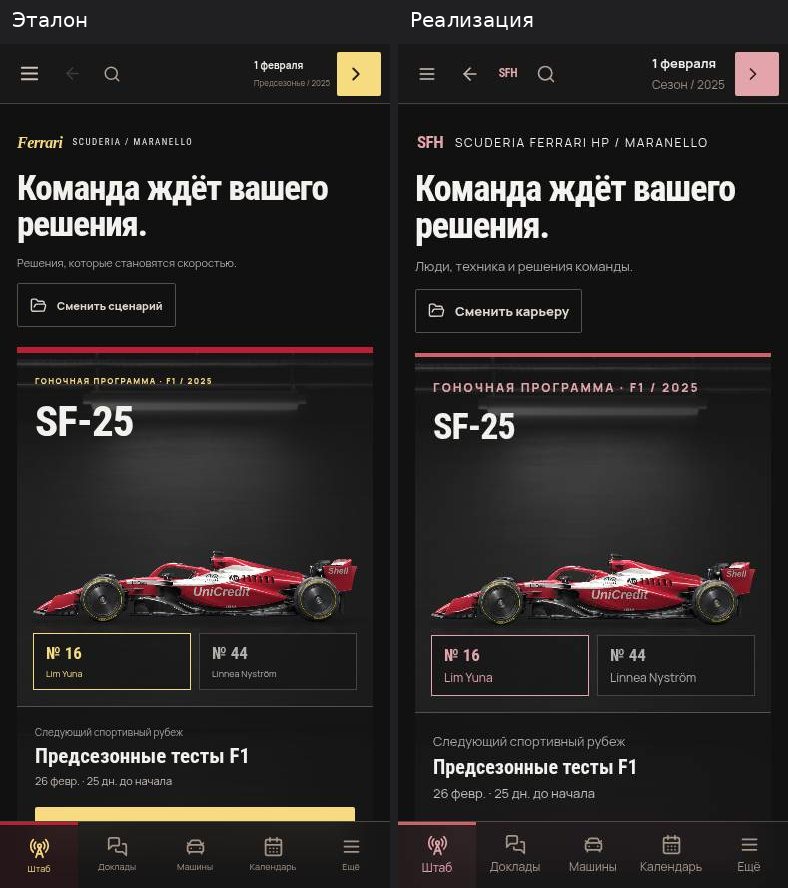 Эталон
1 февраля
Предсезонье / 2025
Ferrari SCUDERIA / MARANELLO
Команда ждёт вашего
решения.
Решения, которые становятся скоростью.
Сменить сценарий
ГОНОЧНАЯ ПРОГРАММА · F1 / 2025
SF-25
Shell
UniCredit
№ 16
Lim Yuna
№ 44
Linnea Nyström
Следующий спортивный рубеж
Предсезонные тесты F1
26 февр. · 25 дн. до начала
Штаб
Доклады
Машины
Календарь
Ещё
Реализация
SFH
1 февраля
Сезон / 2025
SFH SCUDERIA FERRARI HP / MARANELLO
Команда ждёт вашего
решения.
Люди, техника и решения команды.
Сменить карьеру
ГОНОЧНАЯ ПРОГРАММА · F1 / 2025
SF-25
Shell
UniCredit
№ 16
Lim Yuna
№ 44
Linnea Nyström
Следующий спортивный рубеж
Предсезонные тесты F1
26 февр. · 25 дн. до начала
Штаб
Доклады
Машины
Календарь
Ещё